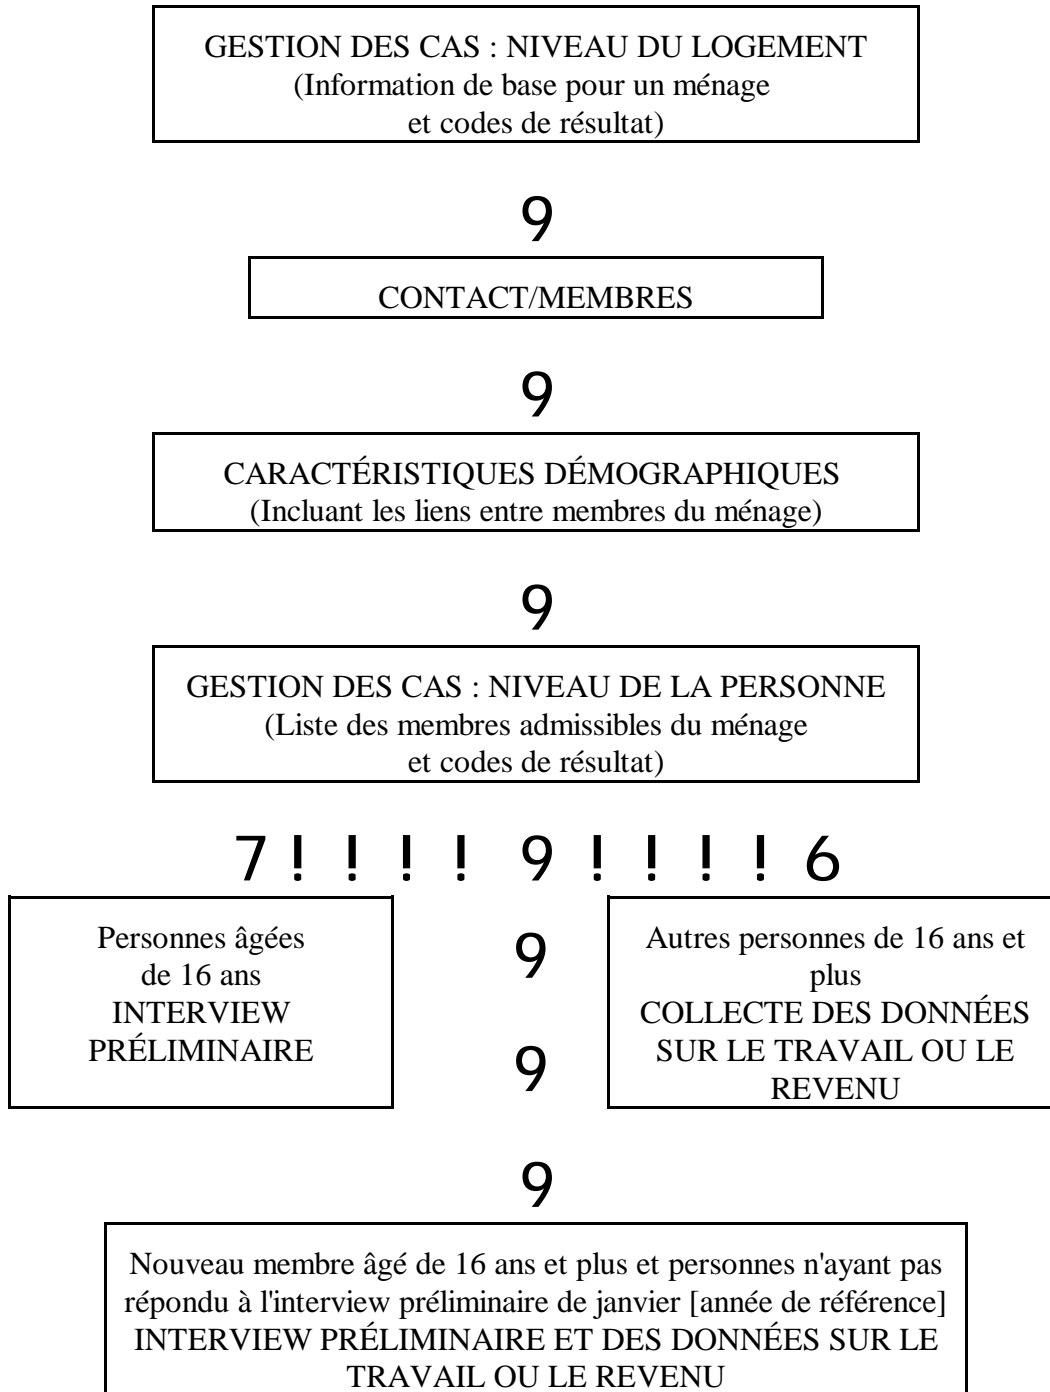 GESTION DES CAS : NIVEAU DU LOGEMENT
(Information de base pour un ménage
et codes de résultat)
9
CONTACT/MEMBRES
9
CARACTÉRISTIQUES DÉMOGRAPHIQUES
(Incluant les liens entre membres du ménage)
9
GESTION DES CAS : NIVEAU DE LA PERSONNE
(Liste des membres admissibles du ménage
et codes de résultat)
7 ! ! ! ! 9 ! ! ! ! 6
Personnes âgées
de 16 ans
INTERVIEW
PRÉLIMINAIRE
9
9
Autres personnes de 16 ans et
plus
COLLECTE DES DONNÉES
SUR LE TRAVAIL OU LE
REVENU
9
Nouveau membre âgé de 16 ans et plus et personnes n'ayant pas
répondu à l'interview préliminaire de janvier [année de référence]
INTERVIEW PRÉLIMINAIRE ET DES DONNÉES SUR LE
TRAVAIL OU LE REVENU